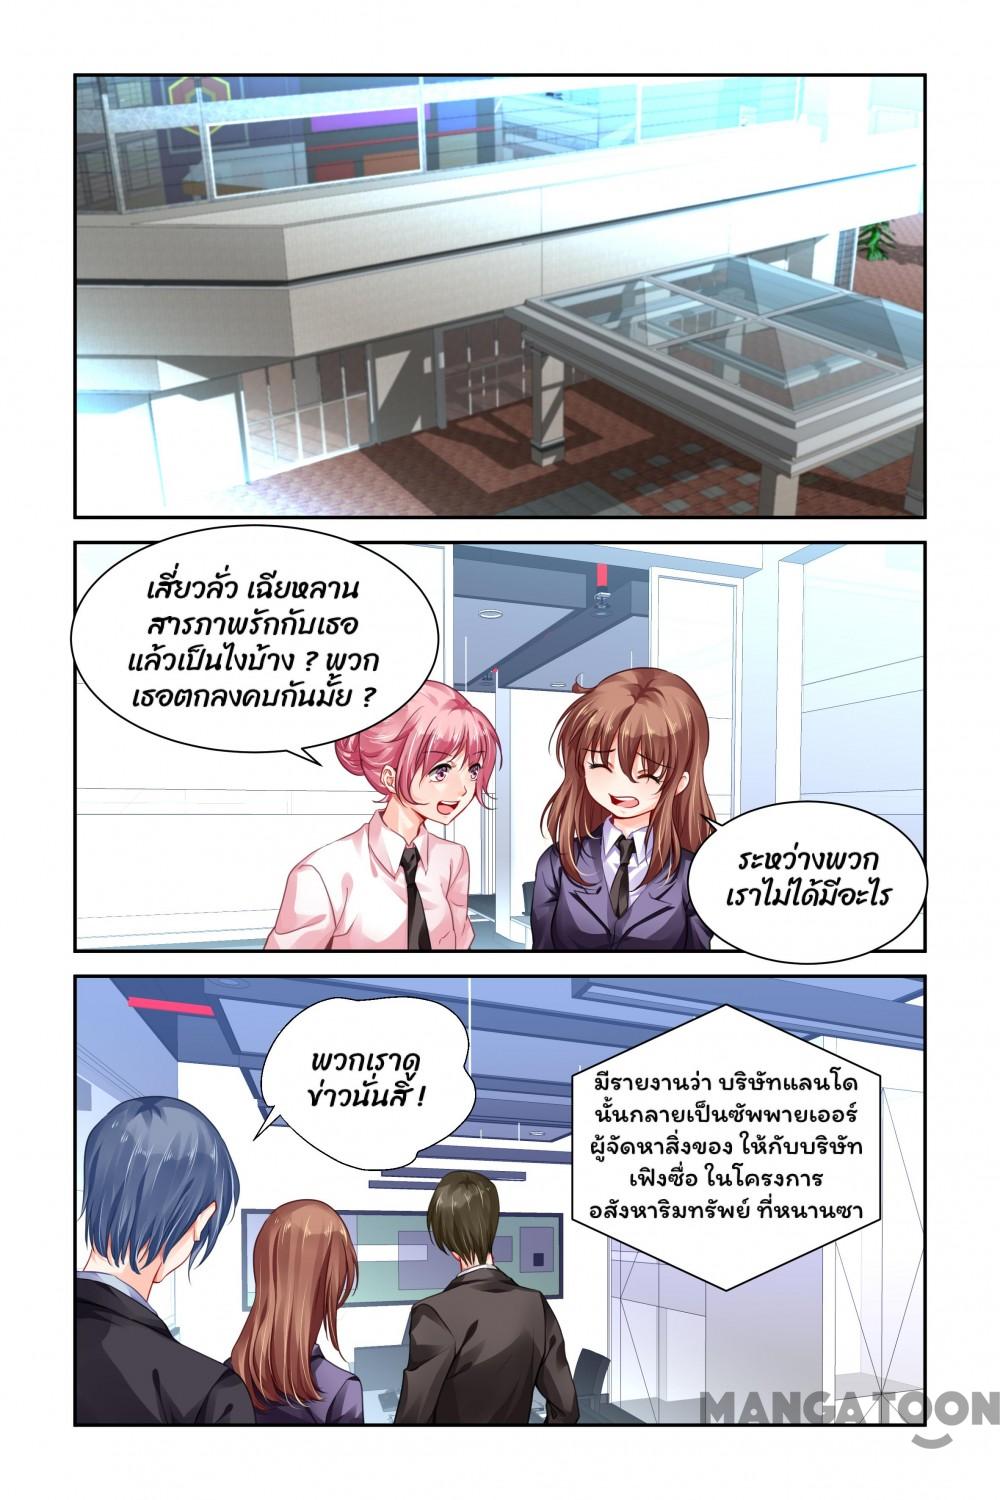 เสี่ยวลั่ว เฉียหลาน
สารภาพรักกับเธอ
แล้วเป็นไงบ้าง ? พวก
เธอตกลงคบกันมั้ย ?
ระหว่างพวก
เราไม่ได้มีอะไร
พวกเราดู
ข่าวนั่นสิ !
มีรายงานว่า บริษัทแลนโด
นั้นกลายเป็นซัพพายเออร์
ผู้จัดหาสิ่งของ ให้กับบริษัท
เฟิงซื่อ ในโครงการ
อสังหาริมทรัพย์ ที่หนานซา
MANGATOON